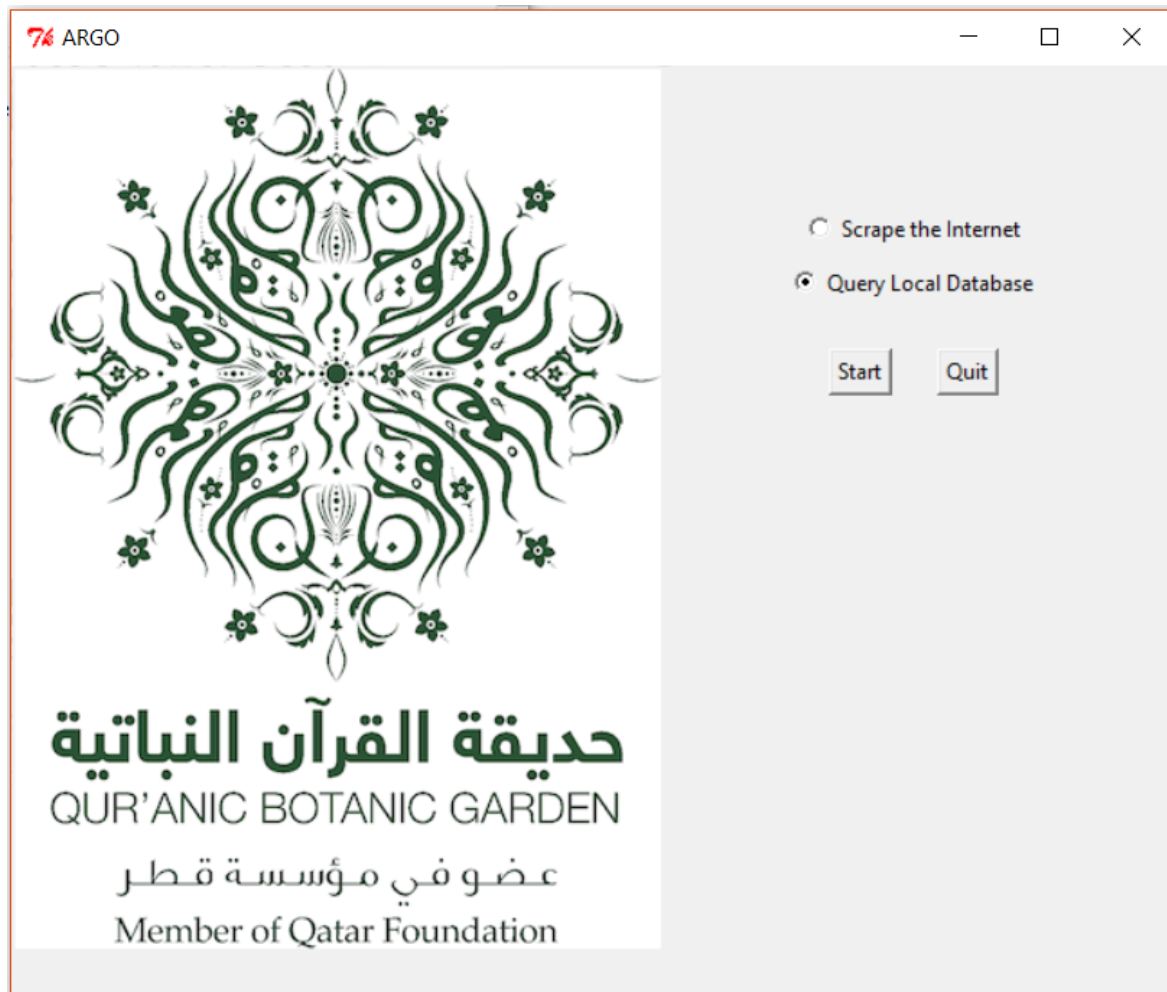 ARGO
Scrape the Internet
Query Local Database
Start Quit
حديقة القرآن النباتية
QUR'ANIC BOTANIC GARDEN
عضو في مؤسسة قطر
Member of Qatar Foundation